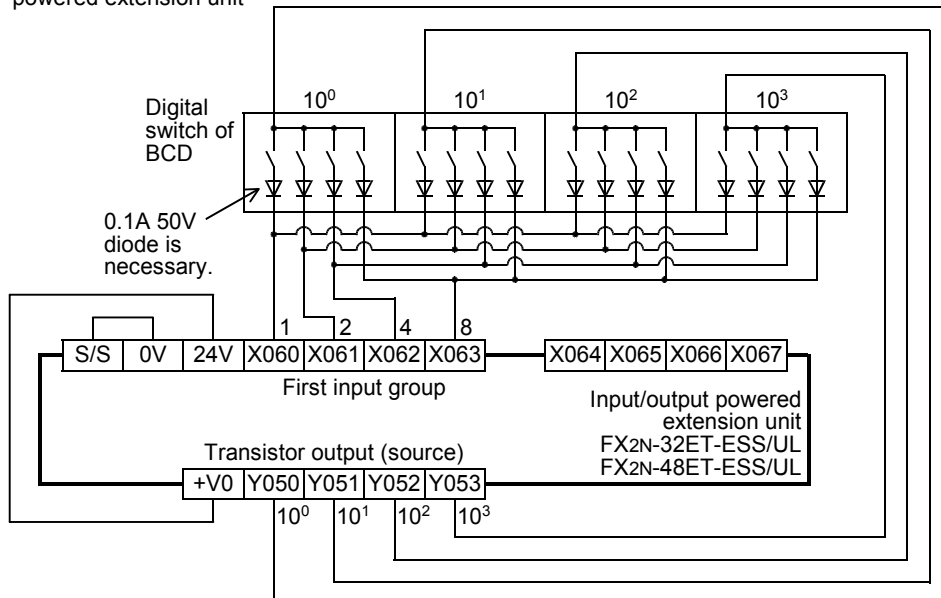 powered extension unit
10⁰ 10¹ 10² 10³
Digital
switch of
BCD
0.1A 50V
diode is
necessary.
1 2 4 8
S/S 0V 24V X060 X061 X062 X063 X064 X065 X066 X067
First input group
Input/output powered
extension unit
FX2N-32ET-ESS/UL
FX2N-48ET-ESS/UL
Transistor output (source)
+V0 Y050 Y051 Y052 Y053
10⁰ 10¹ 10² 10³